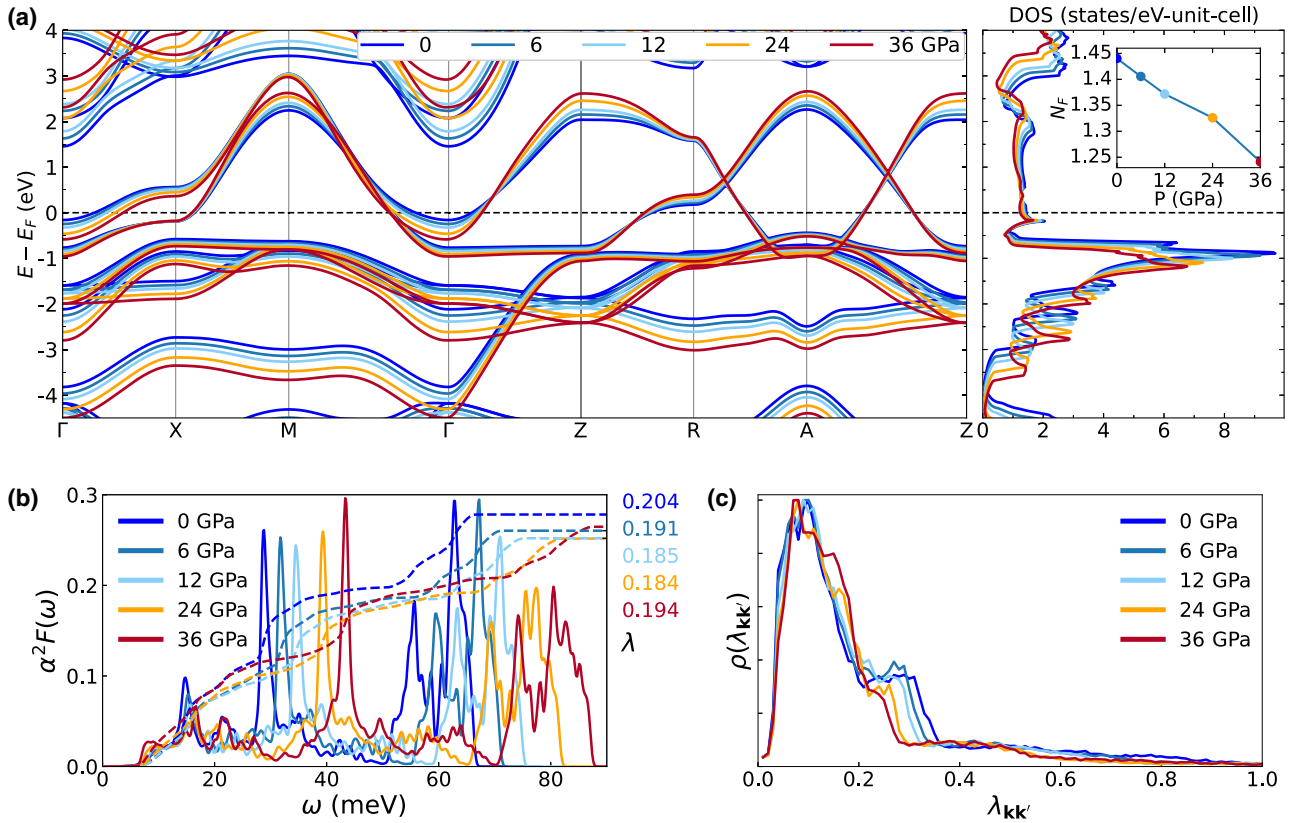 (a)
DOS (states/eV-unit-cell)
0 6 12 24 36 GPa
E − E_F (eV)
4
3
2
1
0
−1
−2
−3
−4
Γ X M Γ Z R A Z
N_F
1.45
1.40
1.35
1.30
1.25
0 12 24 36
P (GPa)
0 2 4 6 8
(b)
α²F(ω)
0.3
0.2
0.1
0.0
0 GPa
6 GPa
12 GPa
24 GPa
36 GPa
0.204
0.191
0.185
0.184
0.194
λ
0 20 40 60 80
ω (meV)
(c)
ρ(λ_kk′)
0 GPa
6 GPa
12 GPa
24 GPa
36 GPa
0.0 0.2 0.4 0.6 0.8 1.0
λ_kk′